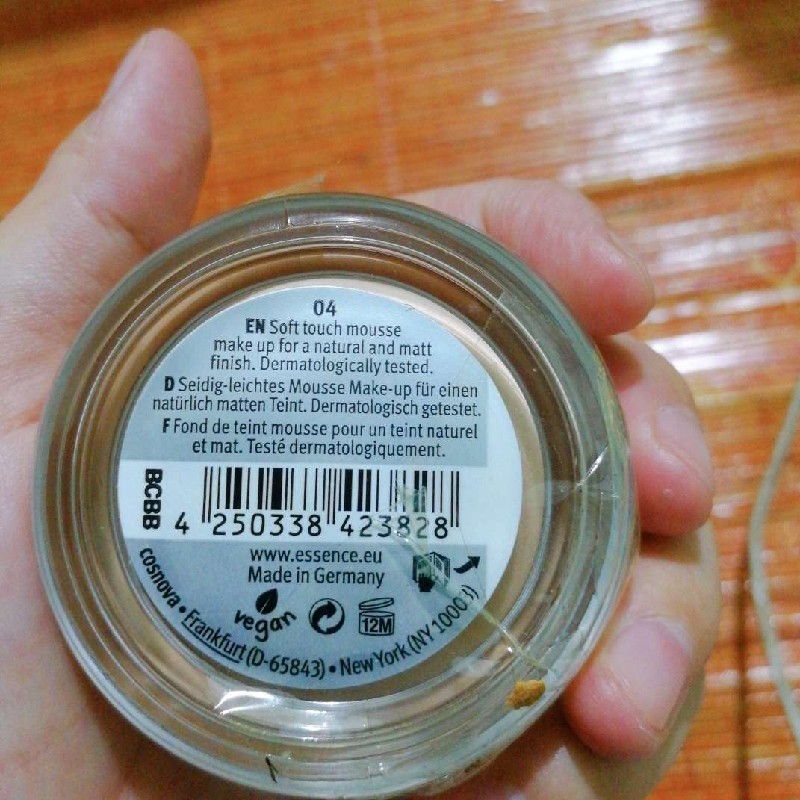 04
EN Soft touch mousse
make up for a natural and matt
finish. Dermatologically tested.
D Seidig-leichtes Mousse Make-up für einen
natürlich matten Teint. Dermatologisch getestet.
F Fond de teint mousse pour un teint naturel
et mat. Testé dermatologiquement.
BCBB
4 250338 423828
www.essence.eu
Made in Germany
vegan
12M
cosnova • Frankfurt (D-65843) • New York (NY 10003)